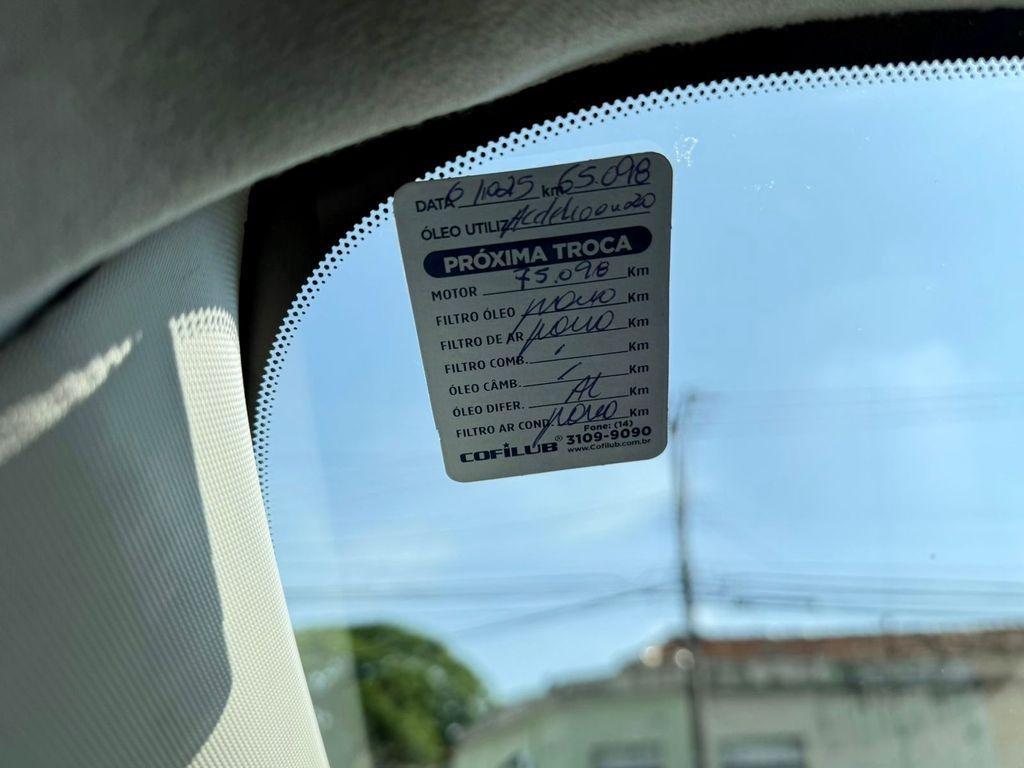 DATA 6/10/25 km 65.098
ÓLEO UTILIZ
PRÓXIMA TROCA
MOTOR 75.098 Km
FILTRO ÓLEO novo Km
FILTRO DE AR novo Km
FILTRO COMB. Km
ÓLEO CÂMB. Km
ÓLEO DIFER. Km
FILTRO AR COND. novo Km
COFILUB® Fone: (14) 3109-9090
www.Cofilub.com.br